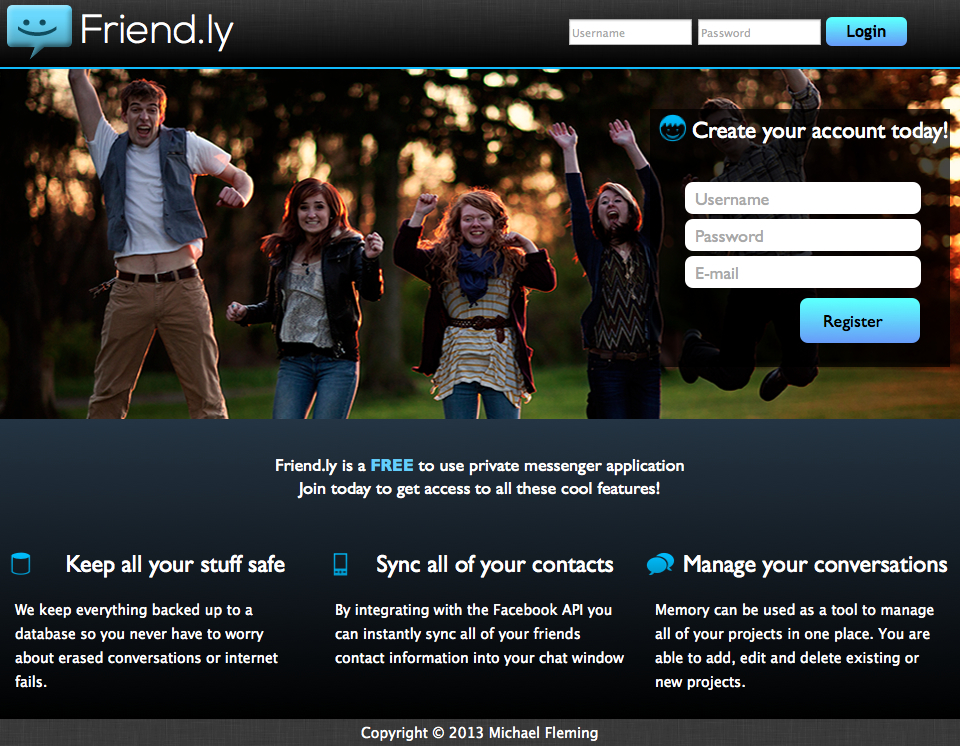 Friend.ly
Username
Password
Login
Create your account today!
Username
Password
E-mail
Register
Friend.ly is a FREE to use private messenger application
Join today to get access to all these cool features!
Keep all your stuff safe
We keep everything backed up to a
database so you never have to worry
about erased conversations or internet
fails.
Sync all of your contacts
By integrating with the Facebook API you
can instantly sync all of your friends
contact information into your chat window
Manage your conversations
Memory can be used as a tool to manage
all of your projects in one place. You are
able to add, edit and delete existing or
new projects.
Copyright © 2013 Michael Fleming